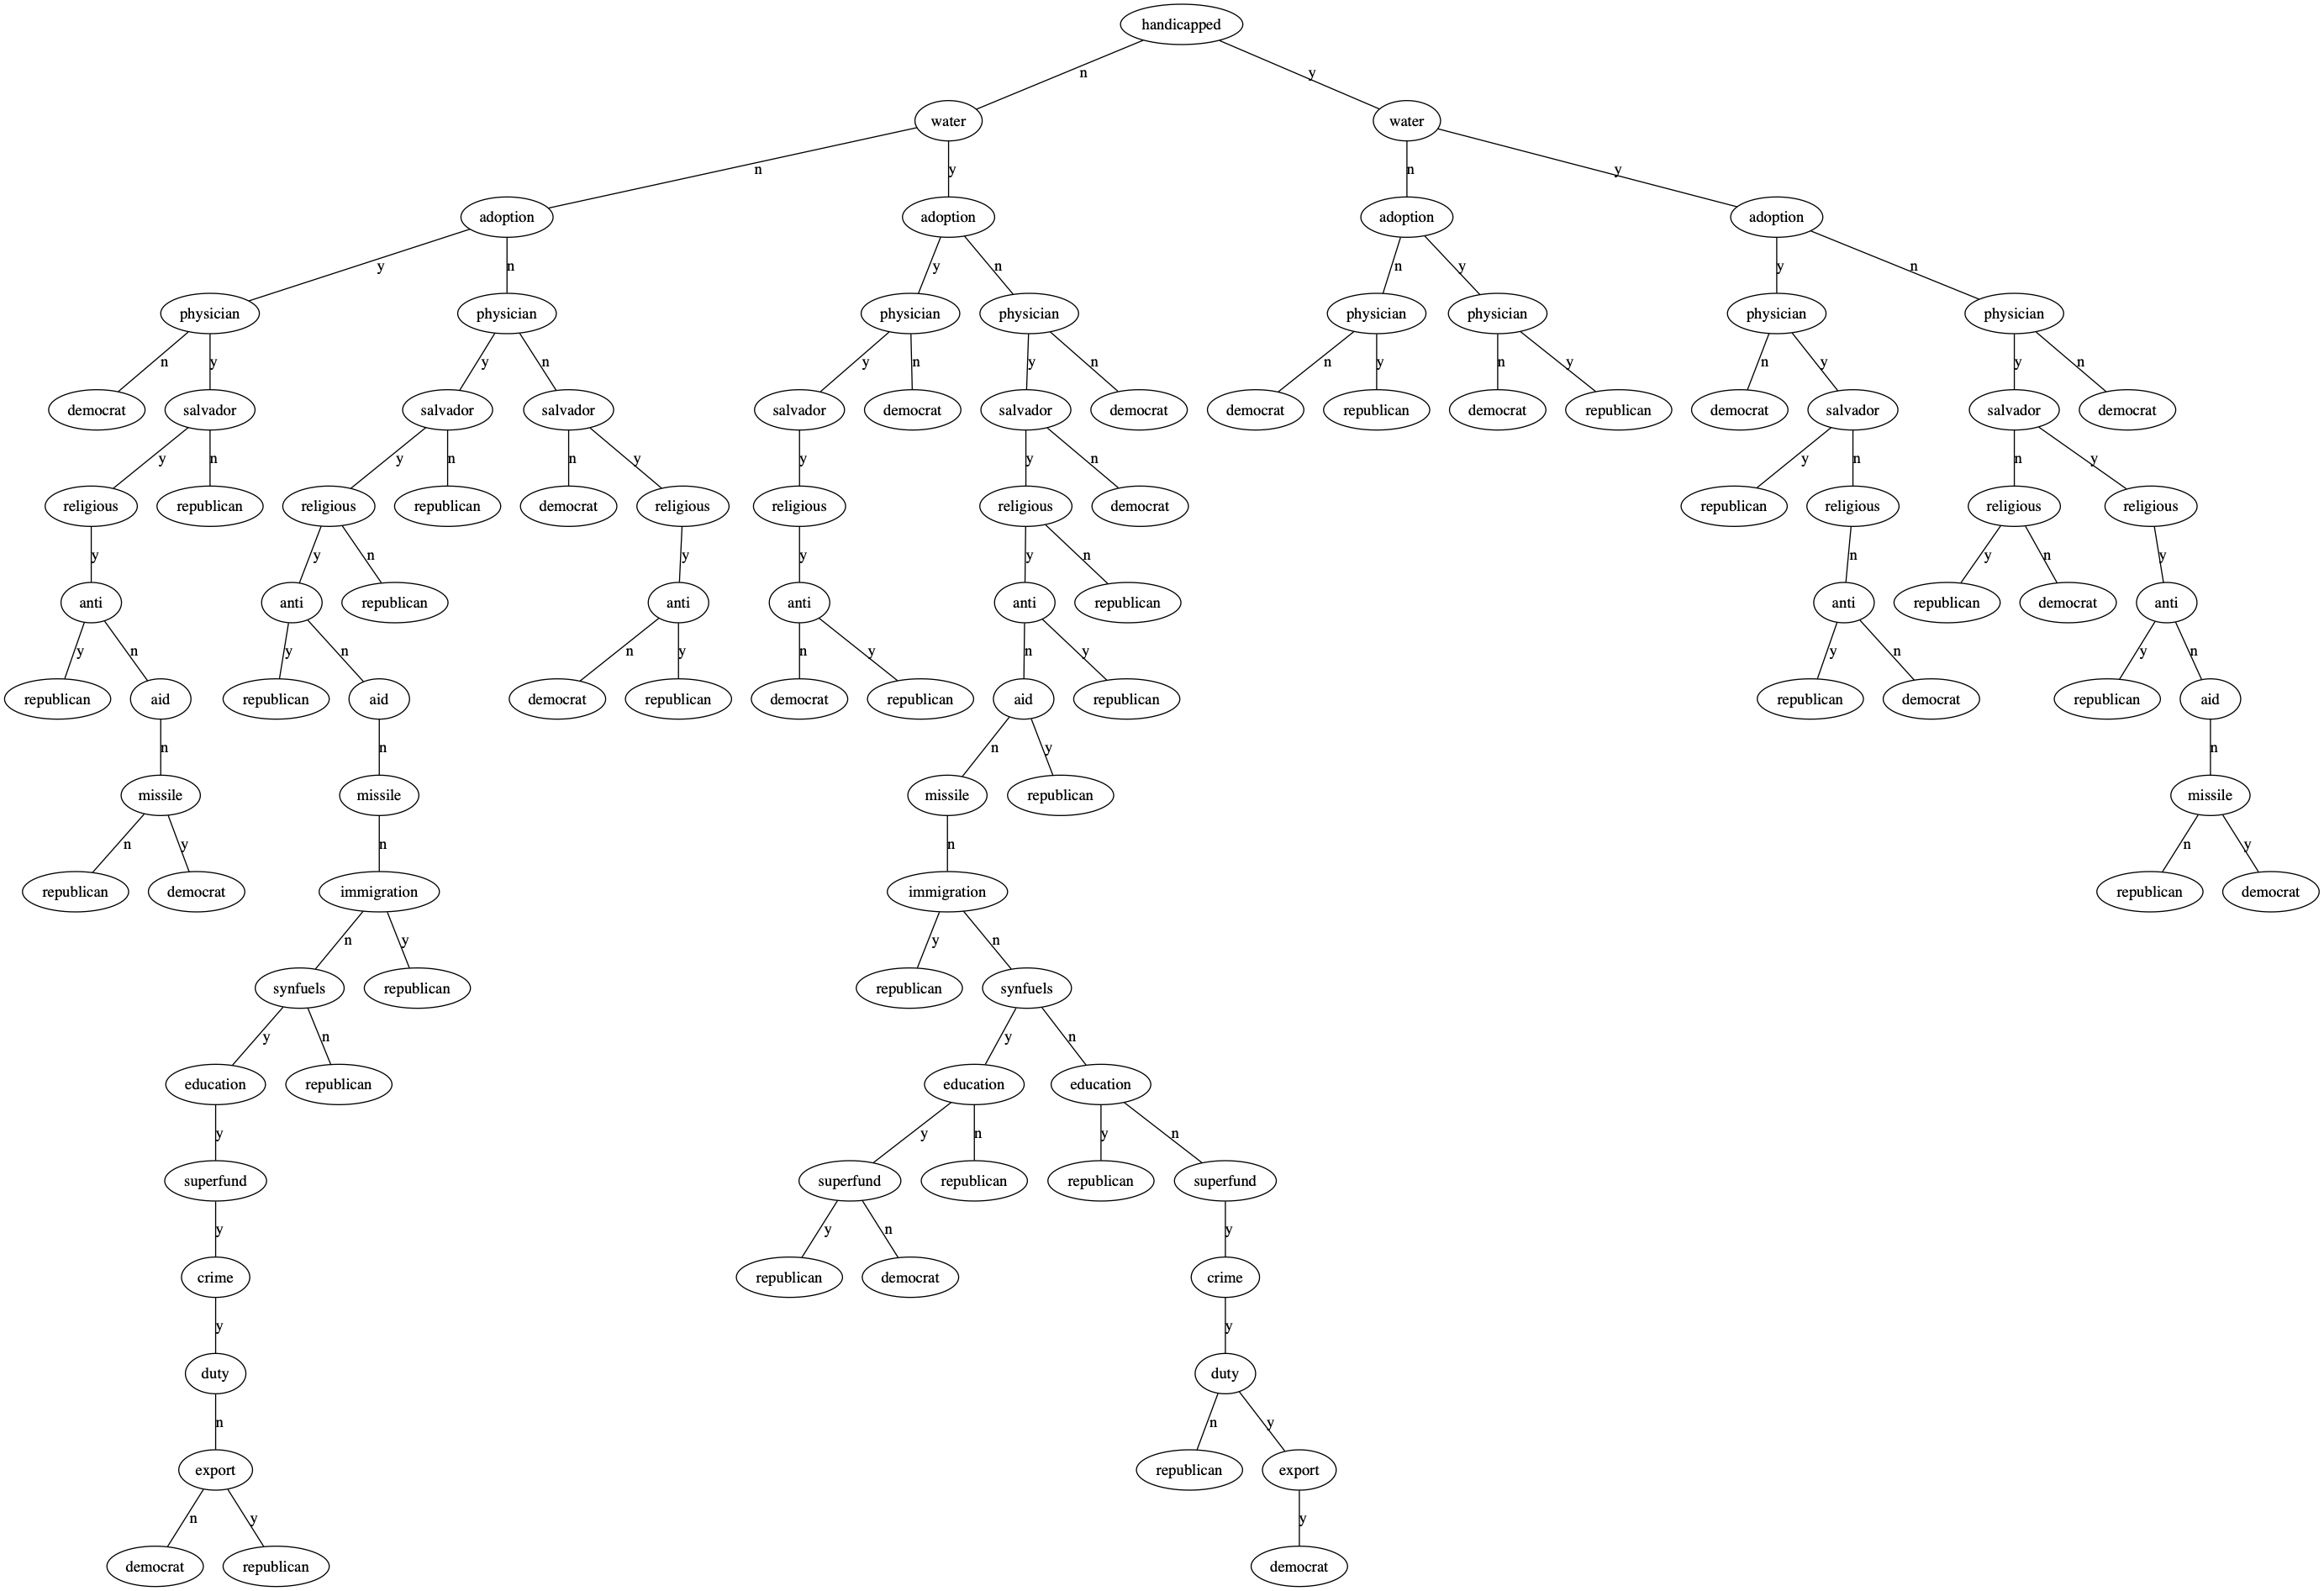 handicapped
n y
water water
n y n y
adoption adoption adoption adoption
y n y n n y y n
physician physician physician physician physician physician physician physician
n y y n y n y n n y n y n y y n
democrat salvador salvador salvador salvador democrat salvador democrat democrat republican democrat republican democrat salvador salvador democrat
y n y n n y y y n y n n y
religious republican religious republican democrat religious religious religious democrat republican religious religious religious
y y n y y y n n y n y
anti anti republican anti anti anti republican anti republican democrat anti
y n y n n y n y n y y n y n
republican aid republican aid democrat republican democrat republican aid republican republican democrat republican aid
n n n y n
missile missile missile republican missile
n y n n n y
republican democrat immigration immigration republican democrat
n y y n
synfuels republican republican synfuels
y n y n
education republican education education
y y n y n
superfund superfund republican republican superfund
y y n y
crime republican democrat crime
y y
duty duty
n n y
export republican export
n y y
democrat republican democrat